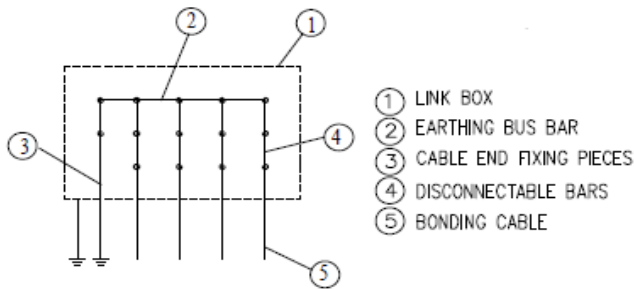 2
1
3
4
5
1 LINK BOX
2 EARTHING BUS BAR
3 CABLE END FIXING PIECES
4 DISCONNECTABLE BARS
5 BONDING CABLE